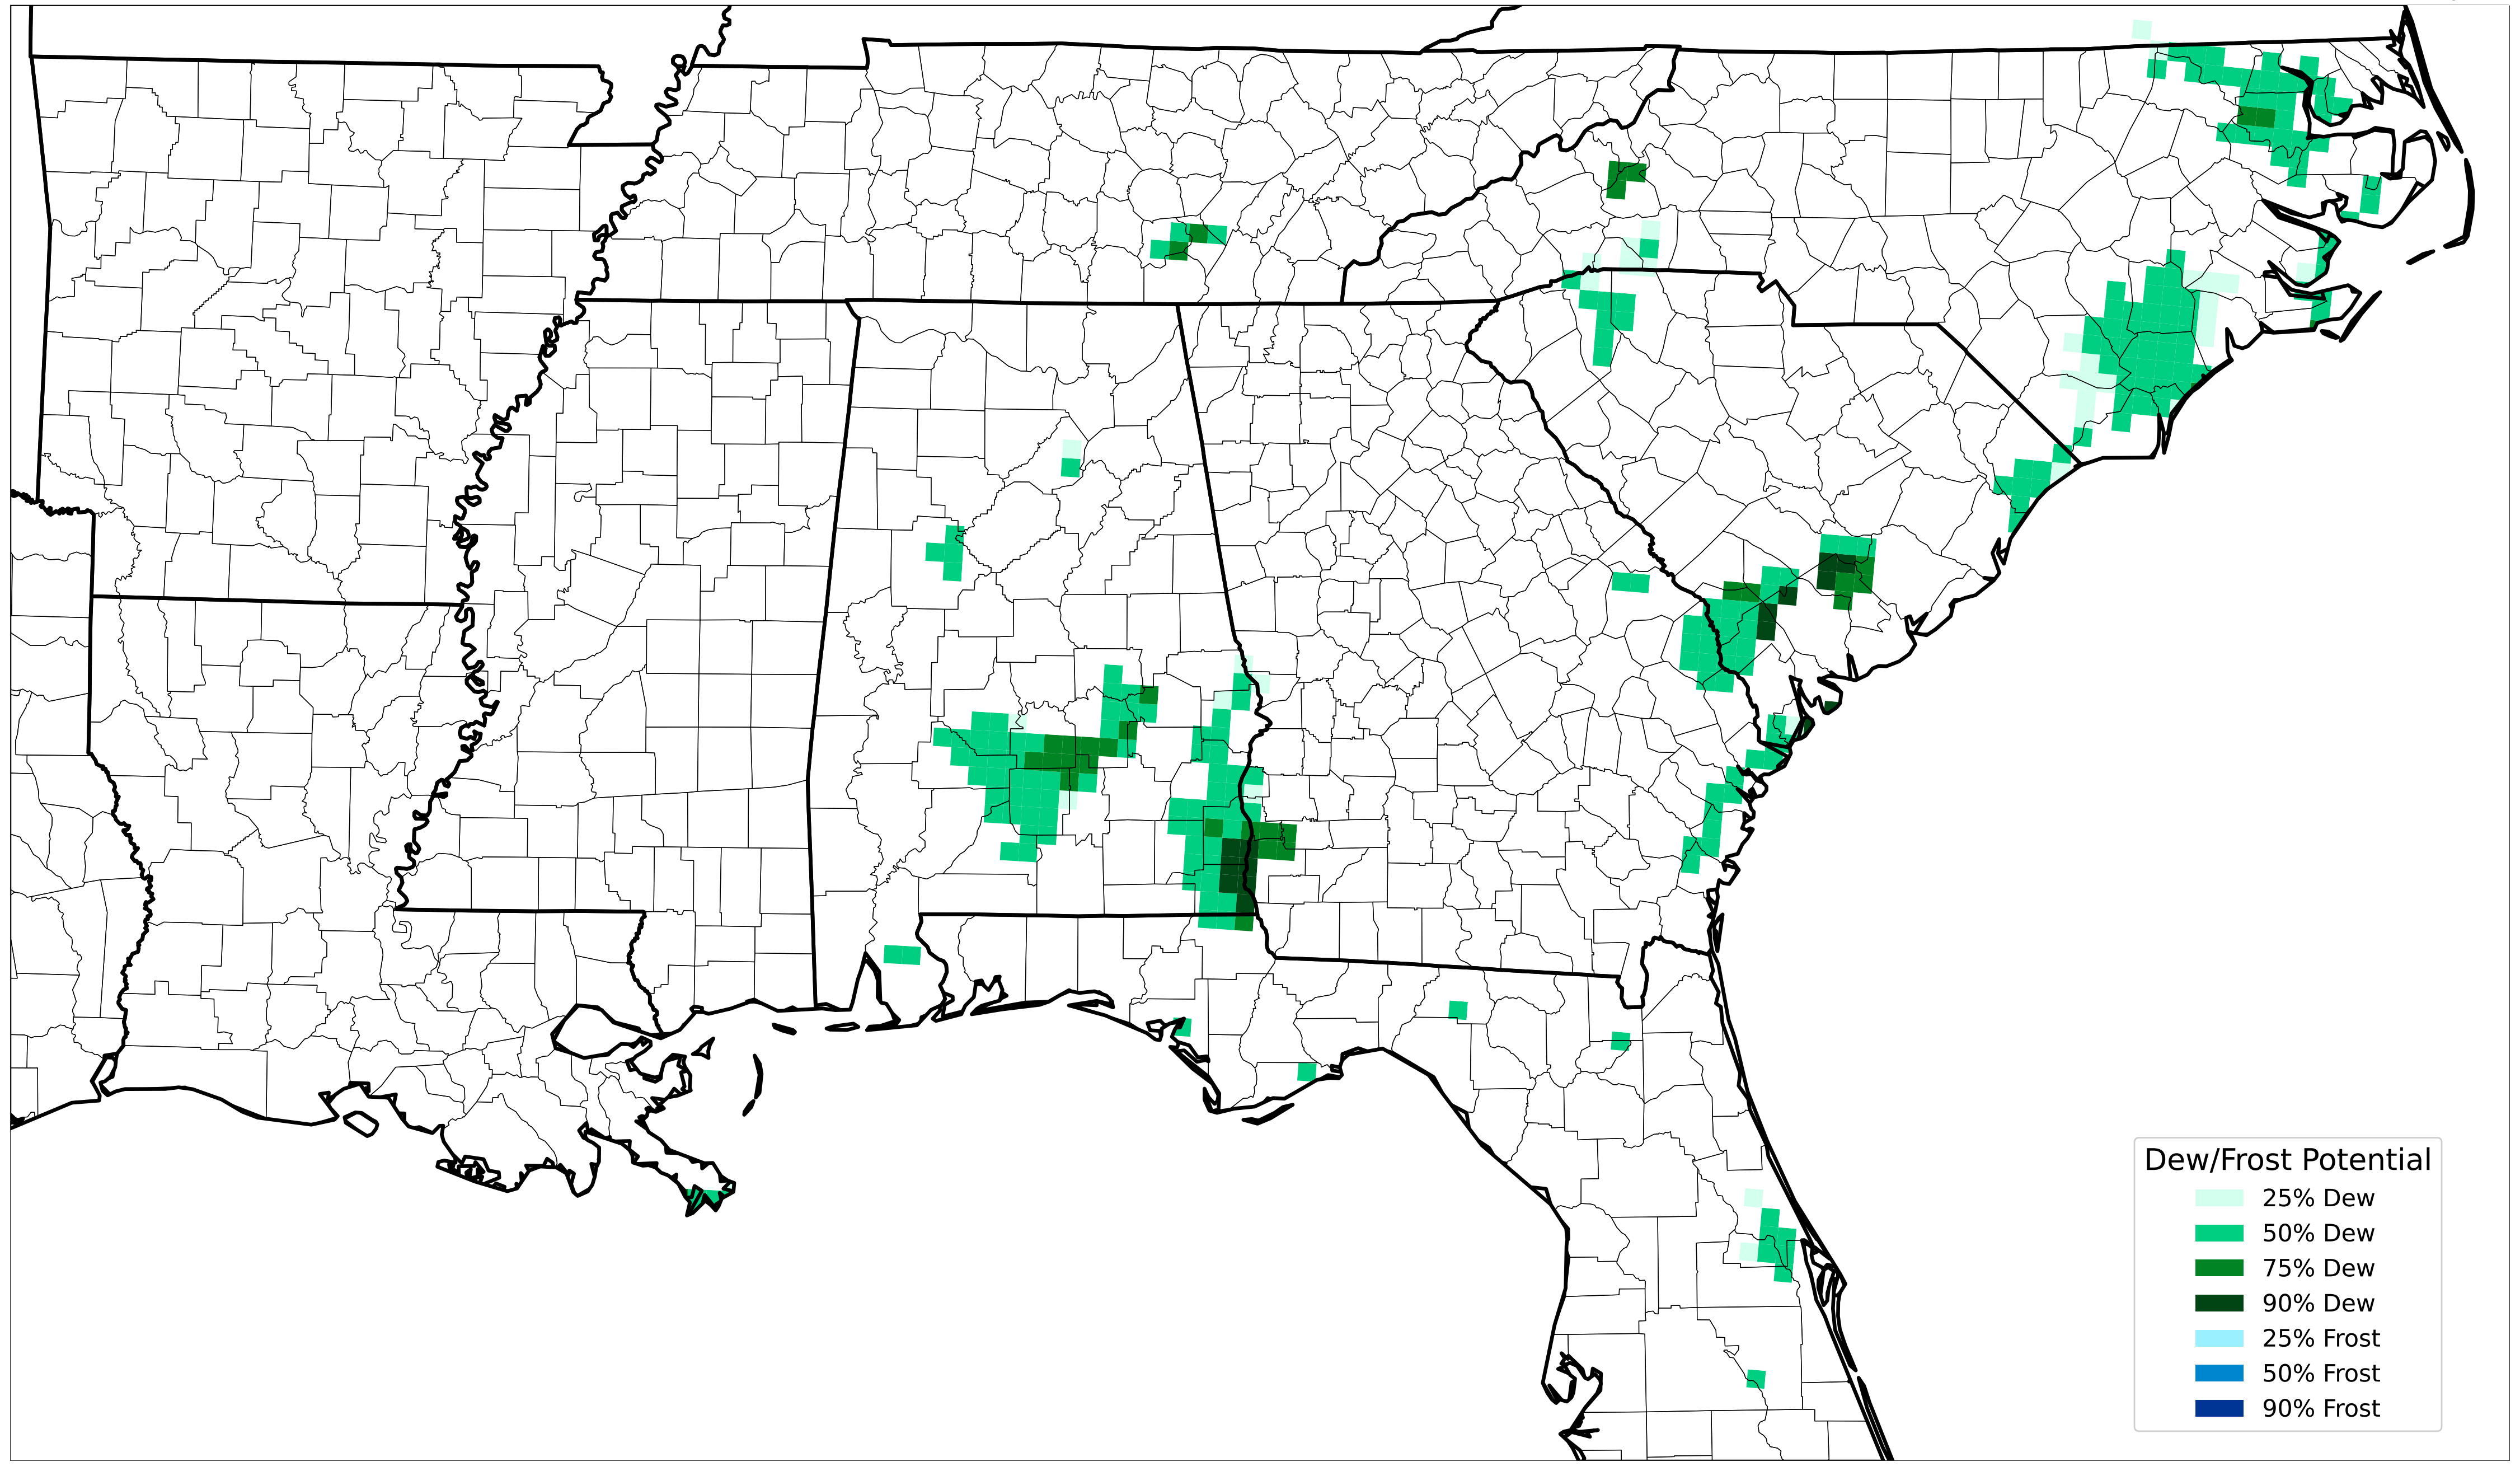 Dew/Frost Potential
25% Dew
50% Dew
75% Dew
90% Dew
25% Frost
50% Frost
90% Frost